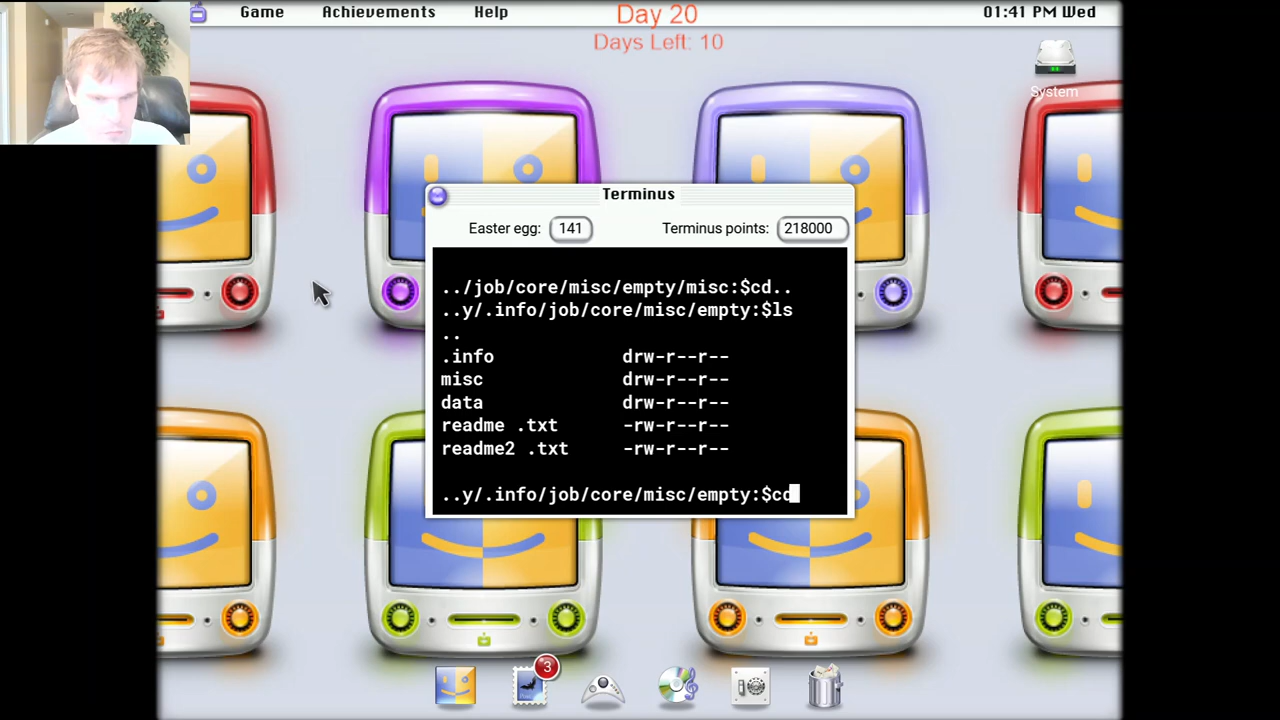 Game Achievements Help Day 20 01:41 PM Wed
Days Left: 10
System
Terminus
Easter egg: 141 Terminus points: 218000
../job/core/misc/empty/misc:$cd..
..y/.info/job/core/misc/empty:$ls
..
.info drw-r--r--
misc drw-r--r--
data drw-r--r--
readme .txt -rw-r--r--
readme2 .txt -rw-r--r--
..y/.info/job/core/misc/empty:$cd
3